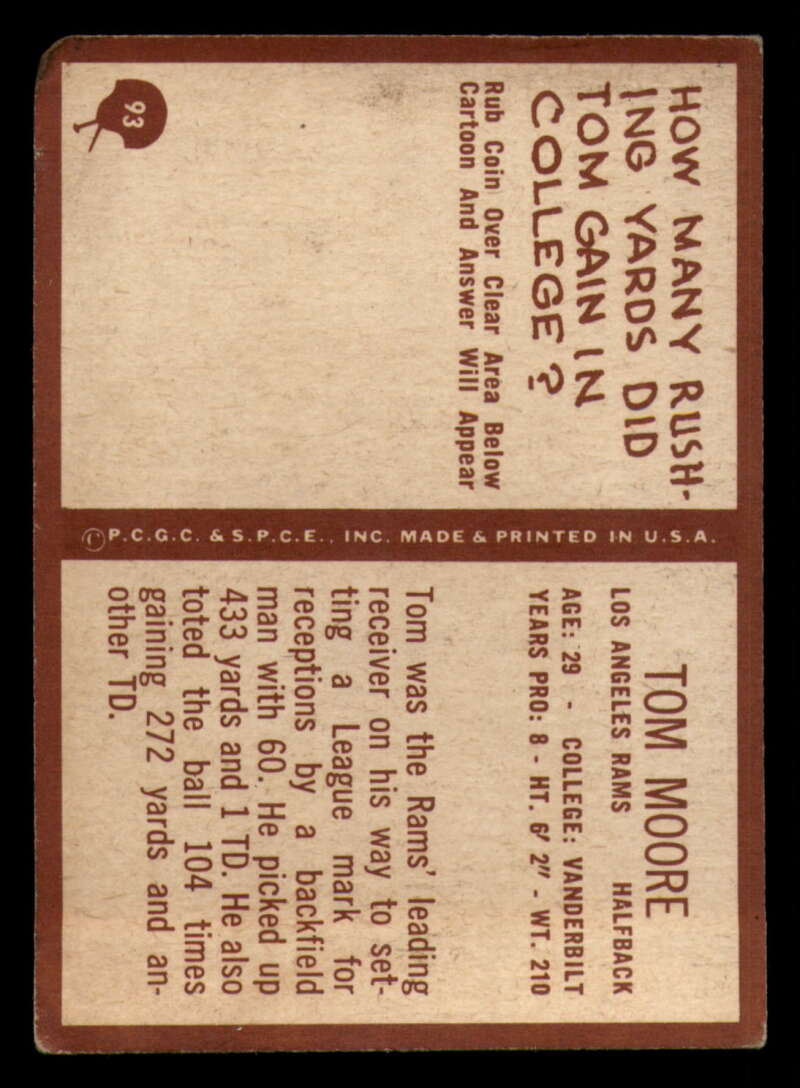 93
HOW MANY RUSH-
ING YARDS DID
TOM GAIN IN
COLLEGE?
Rub Coin Over Clear Area Below
Cartoon And Answer Will Appear
©P.C.G.C. & S.P.C.E., INC. MADE & PRINTED IN U.S.A.
TOM MOORE
LOS ANGELES RAMS HALFBACK
AGE: 29 - COLLEGE: VANDERBILT
YEARS PRO: 8 - HT. 6' 2" - WT. 210
Tom was the Rams' leading
receiver on his way to set-
ting a League mark for
receptions by a backfield
man with 60. He picked up
433 yards and 1 TD. He also
toted the ball 104 times
gaining 272 yards and an-
other TD.